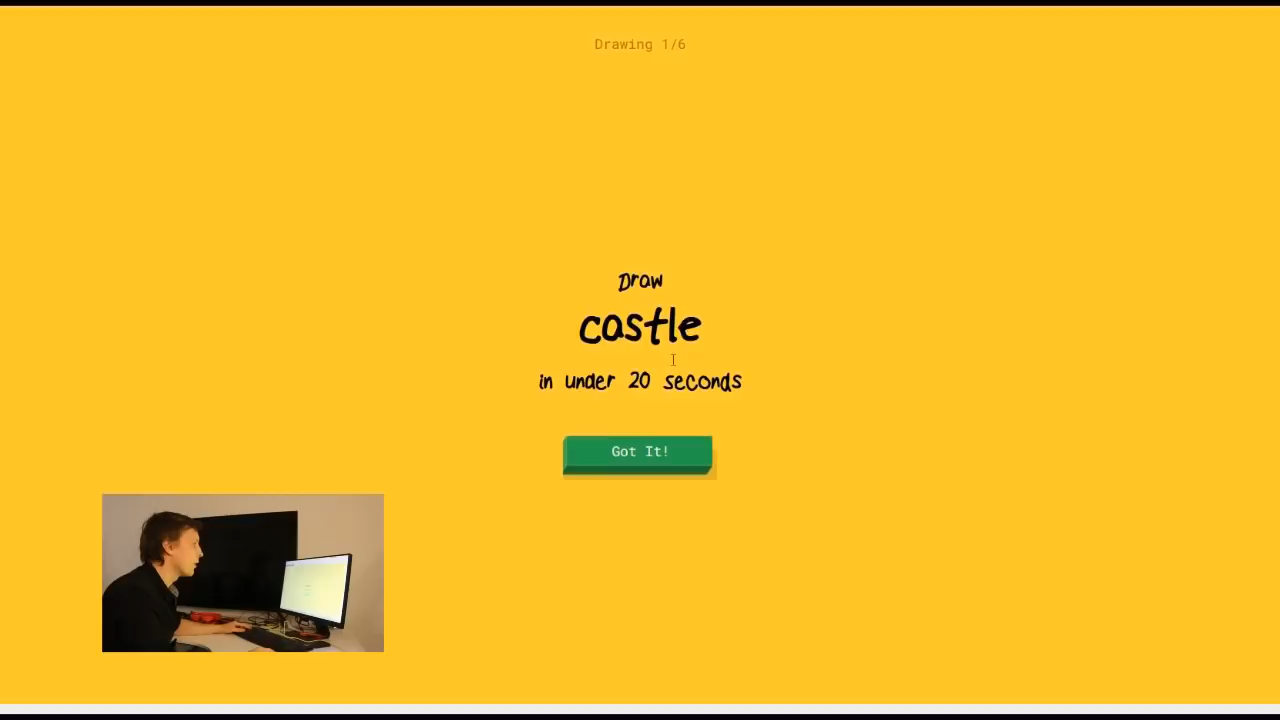 Drawing 1/6
Draw
castle
in under 20 seconds
Got It!